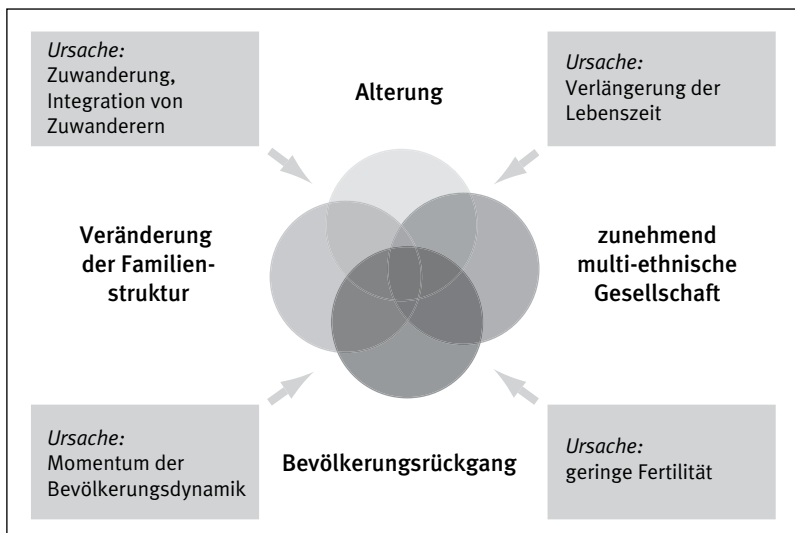 Ursache:
Zuwanderung,
Integration von
Zuwanderern
Alterung
Ursache:
Verlängerung der
Lebenszeit
Veränderung
der Familien-
struktur
zunehmend
multi-ethnische
Gesellschaft
Ursache:
Momentum der
Bevölkerungsdynamik
Bevölkerungsrückgang
Ursache:
geringe Fertilität